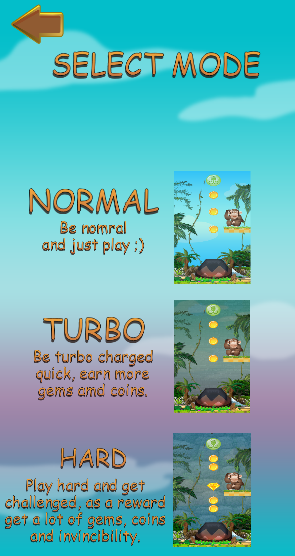 SELECT MODE
NORMAL
Be nomral
and just play ;)
TURBO
Be turbo charged
quick, earn more
gems amd coins.
HARD
Play hard and get
challenged, as a reward
get a lot of gems, coins
and invincibility.